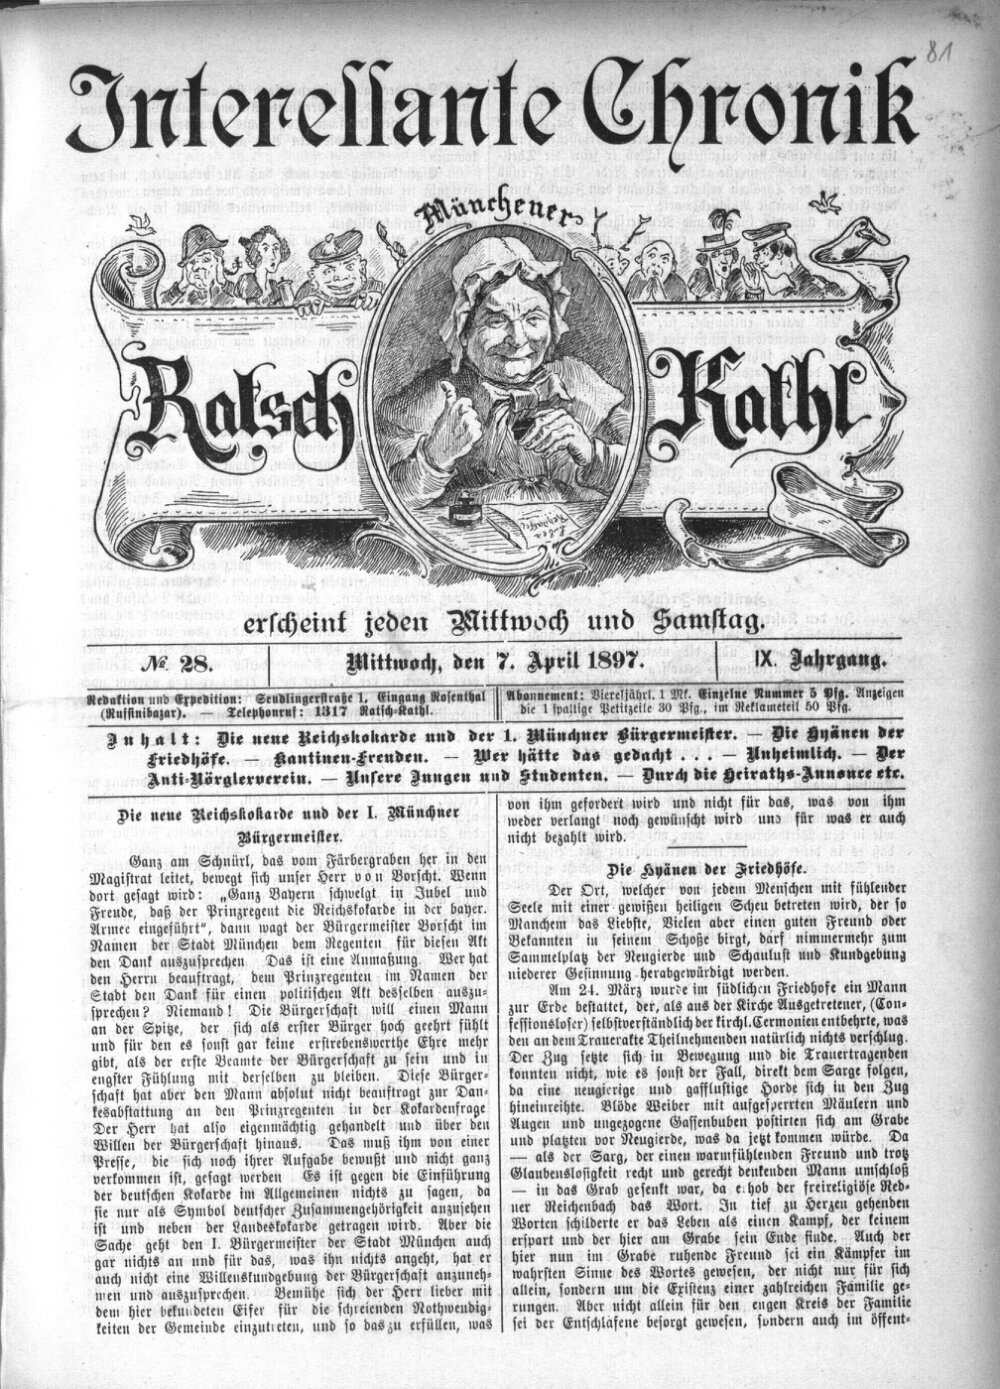 81
Interessante Chronik
Münchener
Ratsch Kathl
erscheint jeden Mittwoch und Samstag.
№ 28.
Mittwoch, den 7. April 1897.
IX. Jahrgang.
Redaktion und Expedition: Sendlingerstraße 1, Eingang Rosenthal
(Ruffinibazar). — Telephonruf: 1317 Ratsch-Kathl.
Abonnement: Vierteljährl. 1 Mk. Einzelne Nummer 5 Pfg. Anzeigen
die 1spaltige Petitzeile 30 Pfg., im Reklameteil 50 Pfg.
Inhalt: Die neue Reichskokarde und der 1. Münchner Bürgermeister. — Die Hyänen der
Friedhöfe. — Kantinen-Freuden. — Wer hätte das gedacht . . . — Unheimlich. — Der
Anti-Nörglerverein. — Unsere Jungen und Studenten. — Durch die Heiraths-Annonce etc.
Die neue Reichskokarde und der I. Münchner
Bürgermeister.
Ganz am Schnürl, das vom Färbergraben her in den
Magistrat leitet, bewegt sich unser Herr von Borscht. Wenn
dort gesagt wird: „Ganz Bayern schwelgt in Jubel und
Freude, daß der Prinzregent die Reichskokarde in der bayer.
Armee eingeführt“, dann wagt der Bürgermeister Borscht im
Namen der Stadt München dem Regenten für diesen Akt
den Dank auszusprechen Das ist eine Anmaßung. Wer hat
den Herrn beauftragt, dem Prinzregenten im Namen der
Stadt den Dank für einen politischen Akt desselben auszu-
sprechen? Niemand! Die Bürgerschaft will einen Mann
an der Spitze, der sich als erster Bürger hoch geehrt fühlt
und für den es sonst gar keine erstrebenswerthe Ehre mehr
gibt, als der erste Beamte der Bürgerschaft zu sein und in
engster Fühlung mit derselben zu bleiben. Diese Bürger-
schaft hat aber den Mann absolut nicht beauftragt zur Dan-
kesabstattung an den Prinzregenten in der Kokardenfrage
Der Herr hat also eigenmächtig gehandelt und über den
Willen der Bürgerschaft hinaus. Das muß ihm von einer
Presse, die sich noch ihrer Aufgabe bewußt und nicht ganz
verkommen ist, gesagt werden Es ist gegen die Einführung
der deutschen Kokarde im Allgemeinen nichts zu sagen, da
sie nur als Symbol deutscher Zusammengehörigkeit anzusehen
ist und neben der Landeskokarde getragen wird. Aber die
Sache geht den I. Bürgermeister der Stadt München auch
gar nichts an und für das, was ihn nichts angeht, hat er
auch nicht eine Willenskundgebung der Bürgerschaft anzuneh-
men und auszusprechen. Bemühe sich der Herr lieber mit
dem hier bekundeten Eifer für die schreienden Nothwendig-
keiten der Gemeinde einzutreten, und so das zu erfüllen, was
von ihm gefordert wird und nicht für das, was von ihm
weder verlangt noch gewünscht wird und für was er auch
nicht bezahlt wird.
Die Hyänen der Friedhöfe.
Der Ort, welcher von jedem Menschen mit fühlender
Seele mit einer gewißen heiligen Scheu betreten wird, der so
Manchem das Liebste, Vielen aber einen guten Freund oder
Bekannten in seinem Schoße birgt, darf nimmermehr zum
Sammelplatz der Neugierde und Schaulust und Kundgebung
niederer Gesinnung herabgewürdigt werden.
Am 24. März wurde im südlichen Friedhofe ein Mann
zur Erde bestattet, der, als aus der Kirche Ausgetretener, (Con-
fessionsloser) selbstverständlich der kirchl. Cermonien entbehrte, was
den an dem Trauerakte Theilnehmenden natürlich nichts verschlug.
Der Zug setzte sich in Bewegung und die Trauertragenden
konnten nicht, wie es sonst der Fall, direkt dem Sarge folgen,
da eine neugierige und gafflustige Horde sich in den Zug
hineinreihte. Blöde Weiber mit aufgesperrten Mäulern und
Augen und ungezogene Gassenbuben postirten sich am Grabe
und platzten vor Neugierde, was da jetzt kommen würde. Da
— als der Sarg, der einen warmfühlenden Freund und trotz
Glaubenslosigkeit recht und gerecht denkenden Mann umschloß
— in das Grab gesenkt war, da e.hob der freireligiöse Red-
ner Reichenbach das Wort. In tief zu Herzen gehenden
Worten schilderte er das Leben als einen Kampf, der keinem
erspart und der hier am Grabe sein Ende finde. Auch der
hier nun im Grabe ruhende Freund sei ein Kämpfer im
wahrsten Sinne des Wortes gewesen, der nicht nur für sich
allein, sondern um die Existenz einer zahlreichen Familie ge-
rungen. Aber nicht allein für den engen Kreis der Familie
sei der Entschlafene besorgt gewesen, sondern auch im öffent-